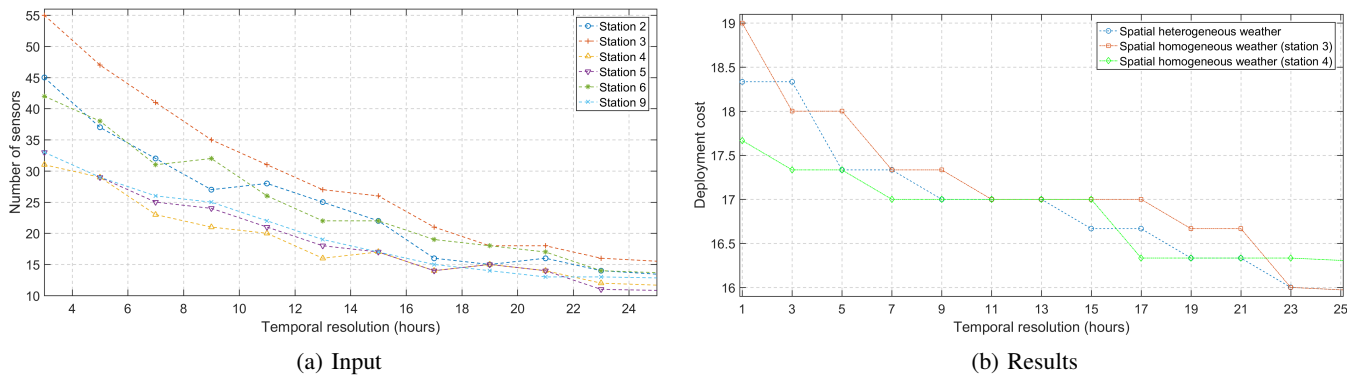 55
50
45
40
35
30
25
20
15
10
Number of sensors
4
6
8
10
12
14
16
18
20
22
24
Temporal resolution (hours)
Station 2
Station 3
Station 4
Station 5
Station 6
Station 9
(a) Input
19
18.5
18
17.5
17
16.5
16
Deployment cost
1
3
5
7
9
11
13
15
17
19
21
23
25
Temporal resolution (hours)
Spatial heterogeneous weather
Spatial homogeneous weather (station 3)
Spatial homogeneous weather (station 4)
(b) Results